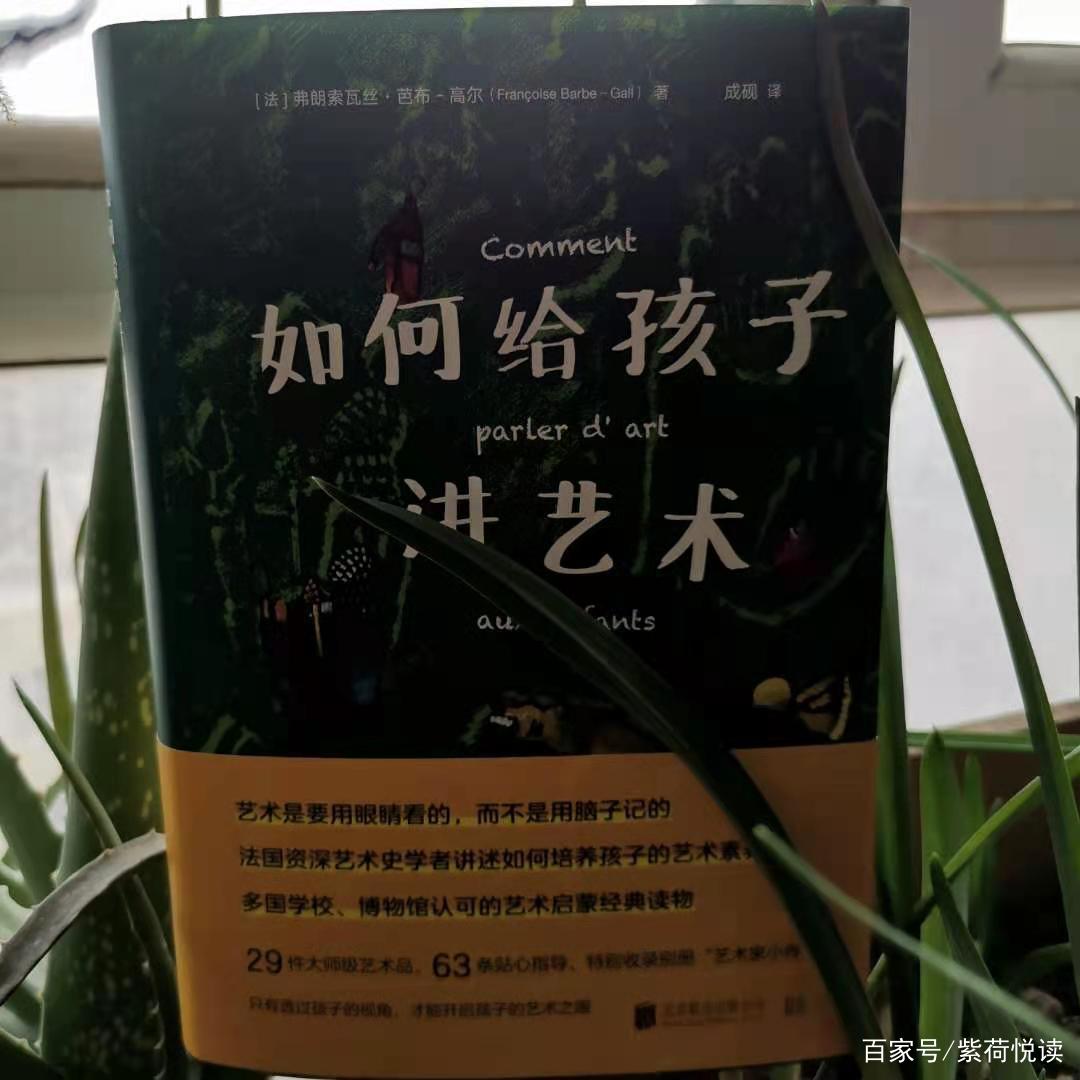 [法] 弗朗索瓦丝·芭布-高尔 (Françoise Barbe-Gall) 著 成砚 译
Comment
如何给孩子
parler d' art
讲艺术
aux fants
艺术是要用眼睛看的，而不是用脑子记的
法国资深艺术史学者讲述如何培养孩子的艺术素
多国学校、博物馆认可的艺术启蒙经典读物
29件大师级艺术品、63条贴心指导、特别收录别册“艺术家小传
只有透过孩子的视角，才能开启孩子的艺术之眼
百家号/紫荷悦读